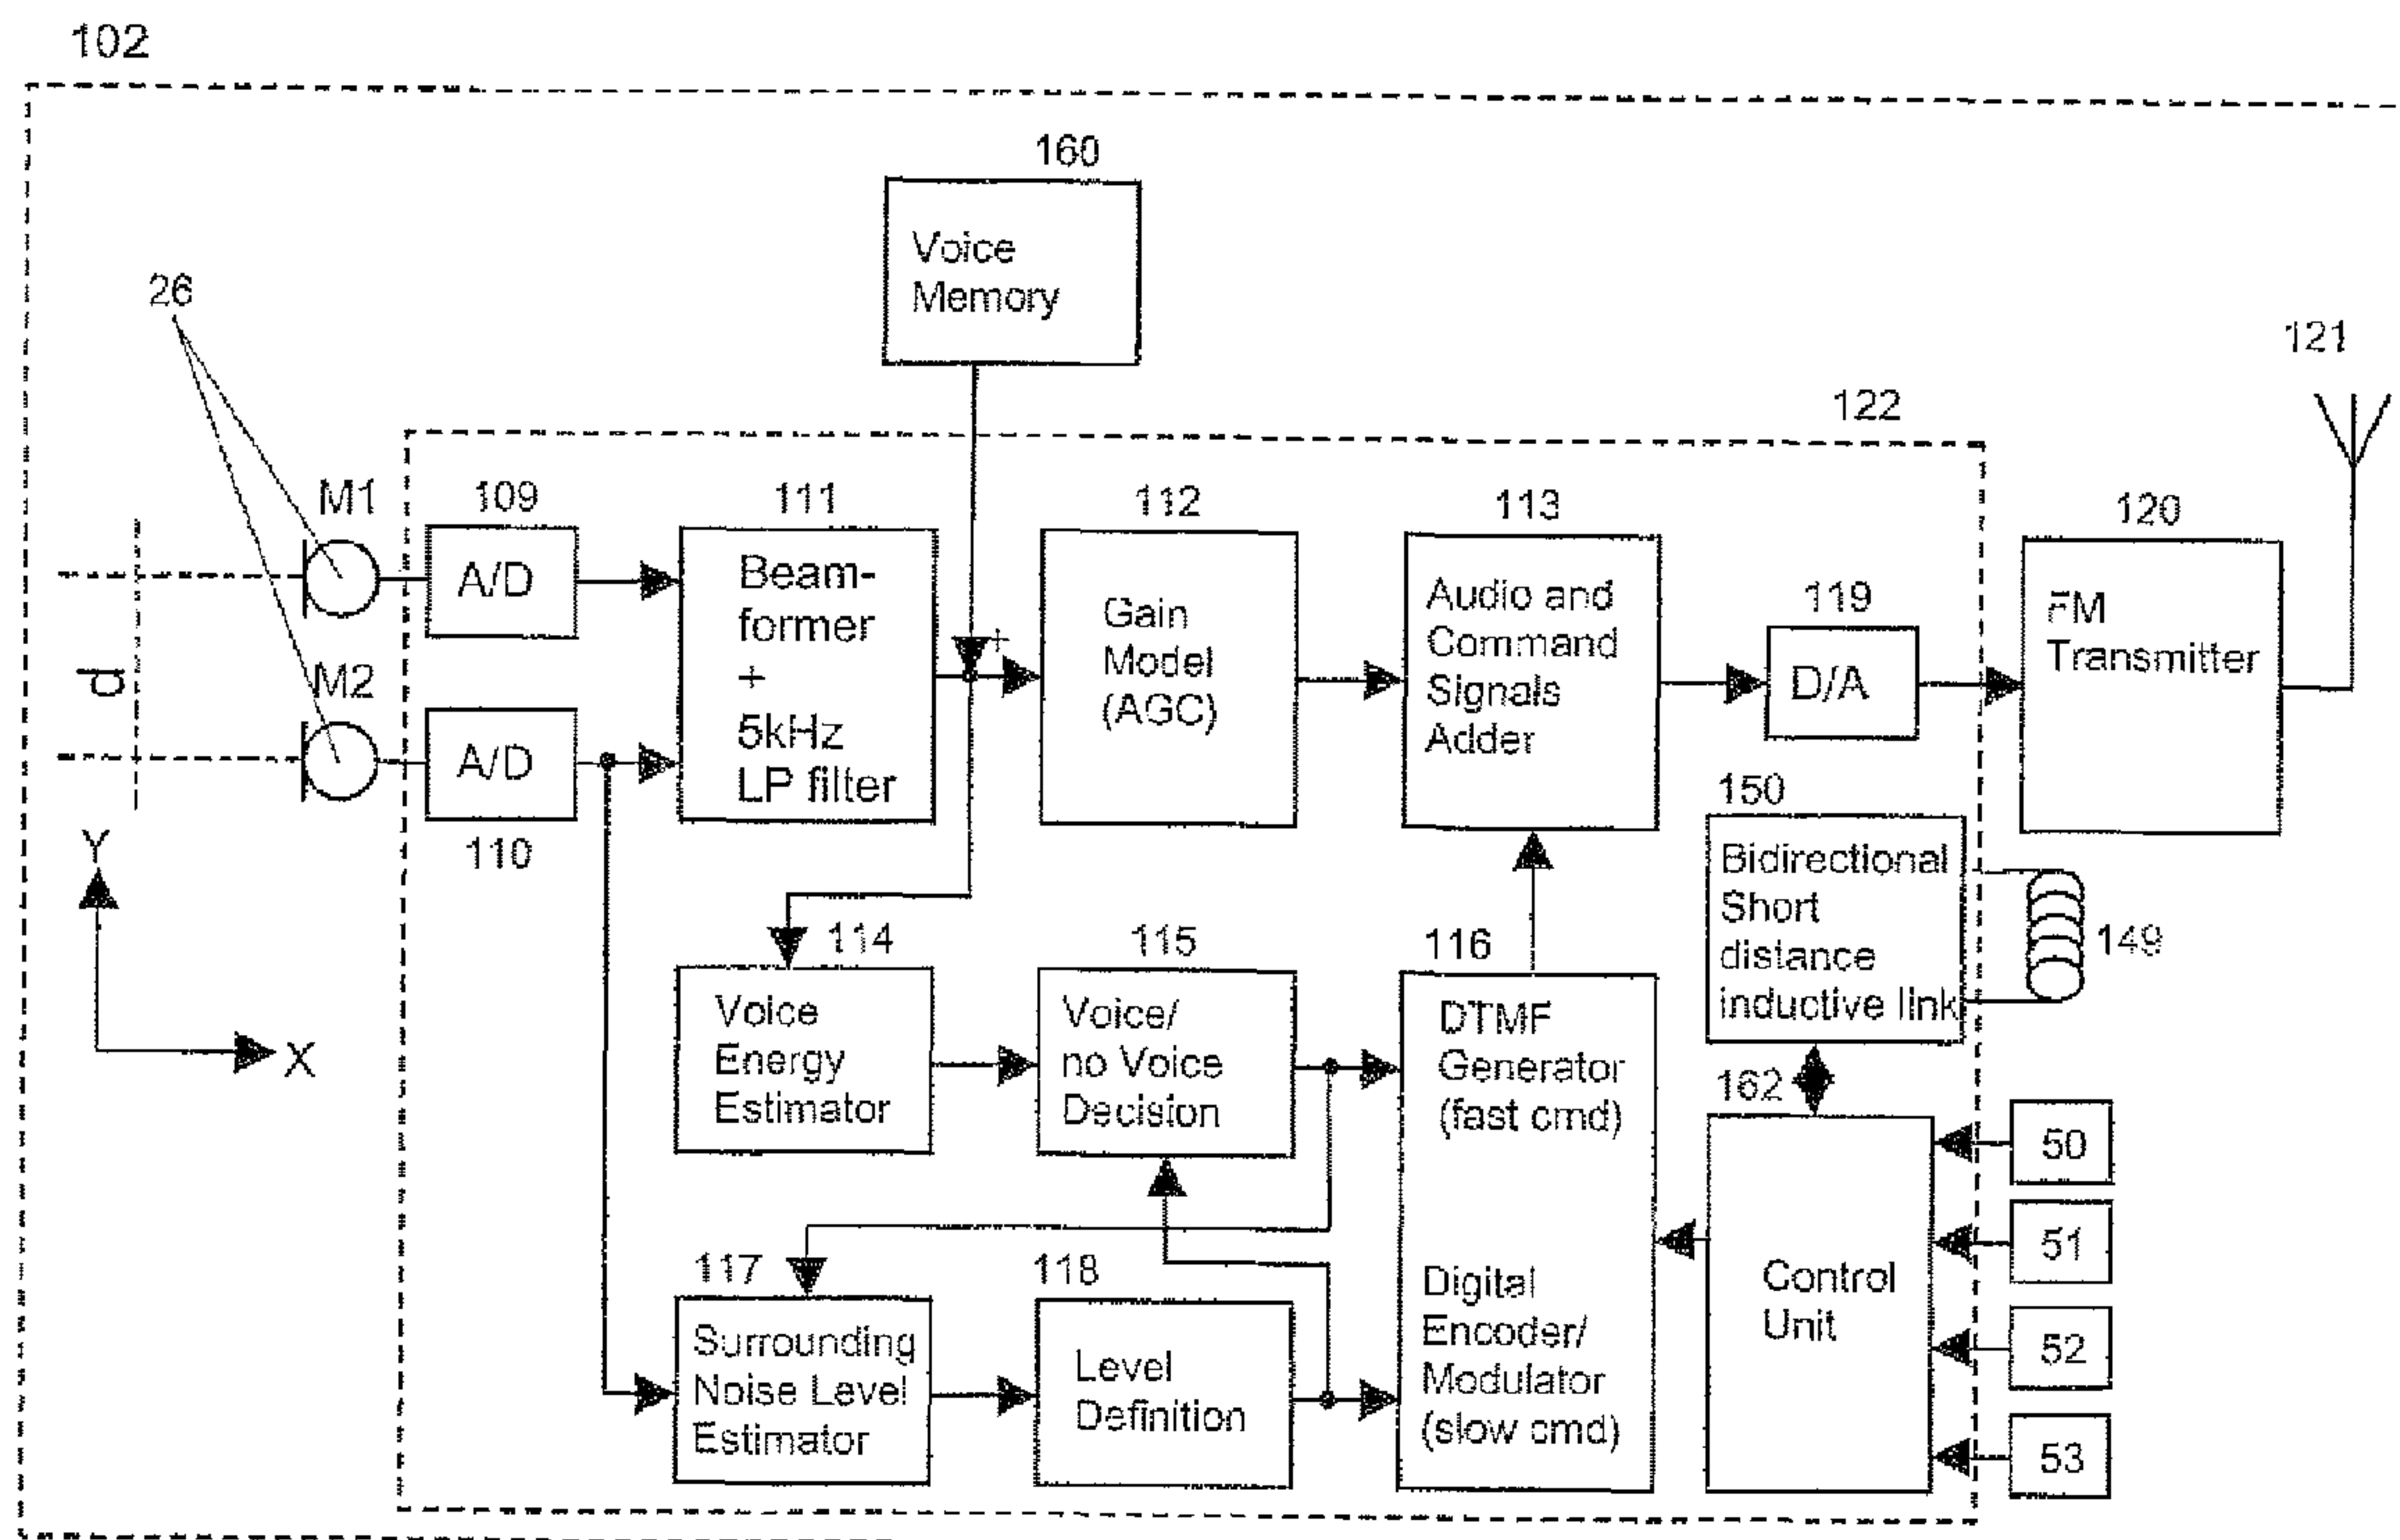 102
160
Voice
Memory
26
121
122
M1
109
111
112
113
120
A/D
Beam-
former
+
5kHz
LP filter
+
Gain
Model
(AGC)
Audio and
Command
Signals
Adder
119
D/A
FM
Transmitter
d
M2
A/D
110
150
Bidirectional
Short
distance
inductive link
149
Y
X
114
115
116
162
Voice
Energy
Estimator
Voice/
no Voice
Decision
DTMF
Generator
(fast cmd)
Digital
Encoder/
Modulator
(slow cmd)
Control
Unit
50
51
52
53
117
118
Surrounding
Noise Level
Estimator
Level
Definition